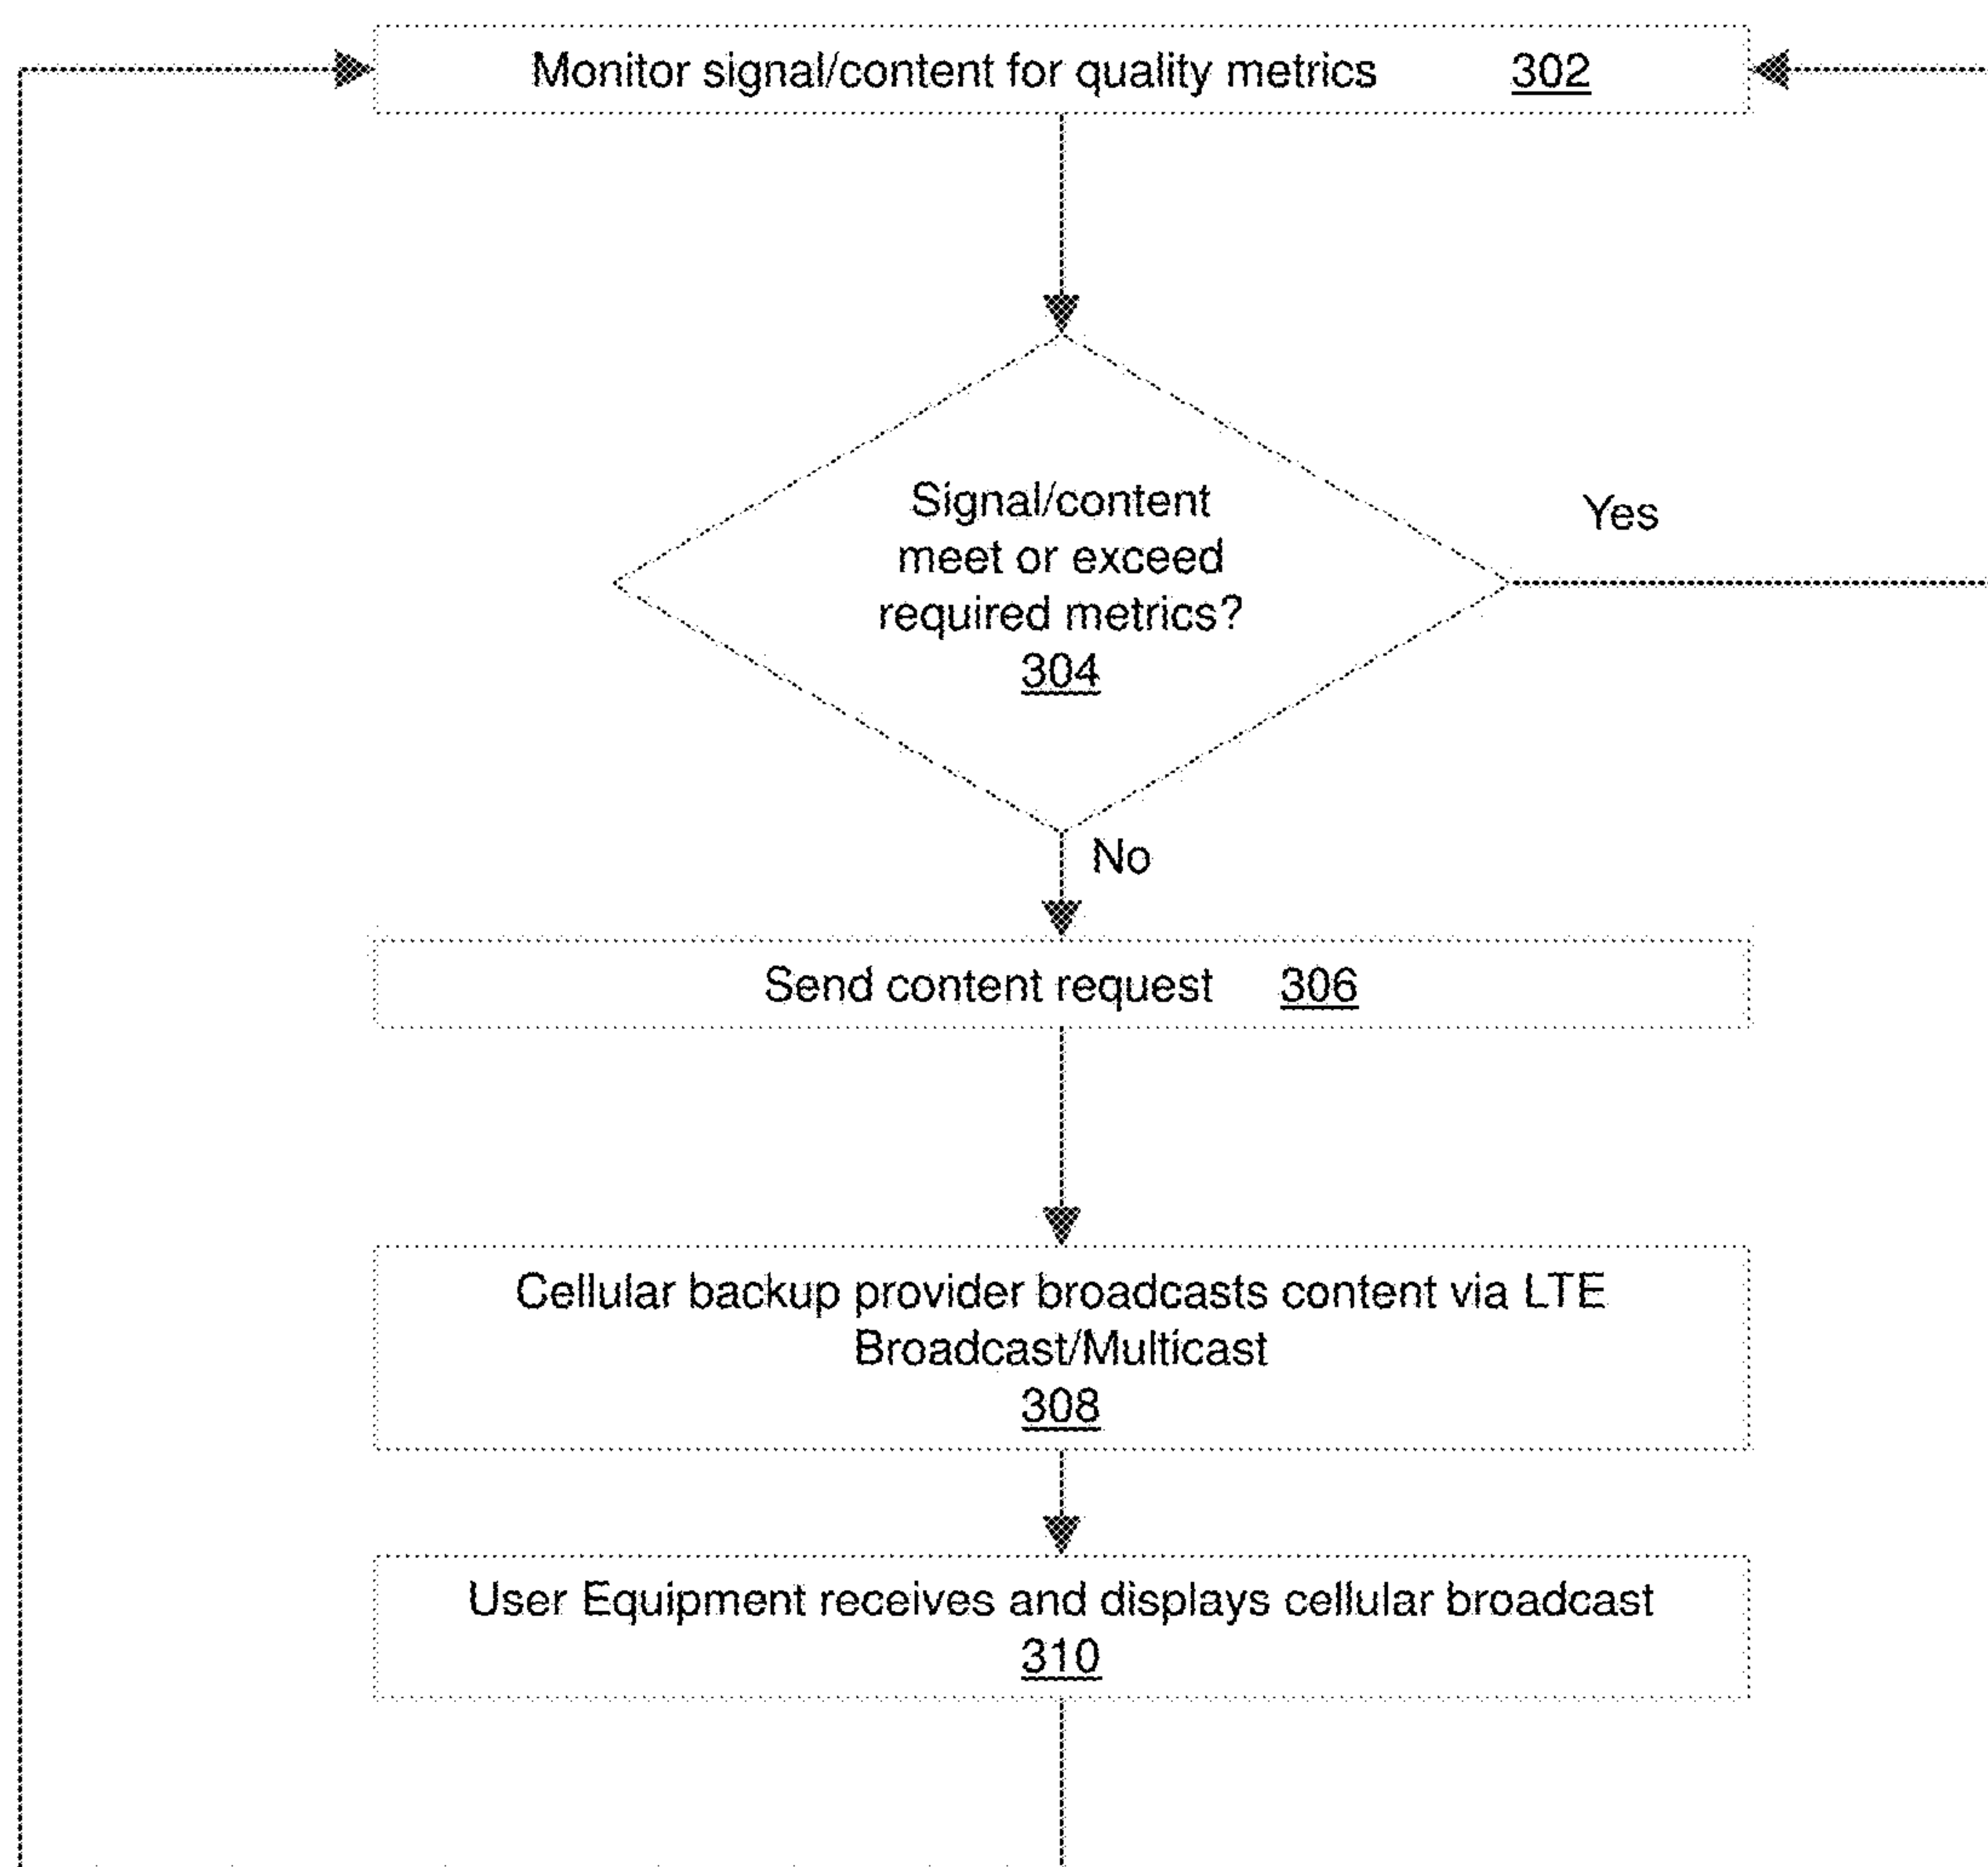 Monitor signal/content for quality metrics 302
Signal/content
meet or exceed
required metrics?
304
Yes
No
Send content request 306
Cellular backup provider broadcasts content via LTE
Broadcast/Multicast
308
User Equipment receives and displays cellular broadcast
310